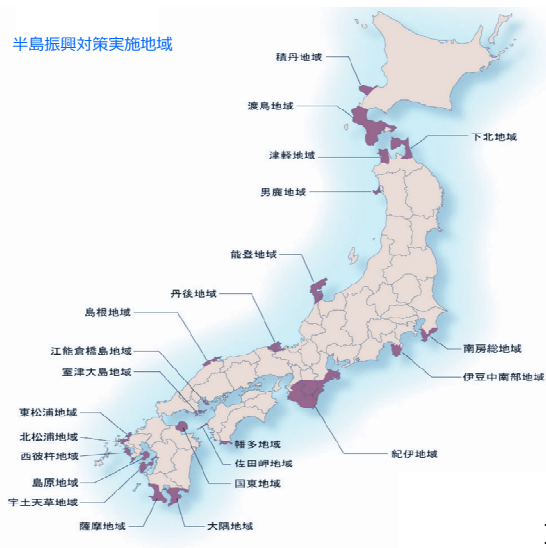 半島振興対策実施地域
積丹地域
渡島地域
下北地域
津軽地域
男鹿地域
能登地域
丹後地域
島根地域
南房総地域
江能倉橋島地域
室津大島地域
伊豆中南部地域
東松浦地域
北松浦地域
幡多地域
紀伊地域
西彼杵地域
佐田岬地域
島原地域
国東地域
宇土天草地域
薩摩地域
大隅地域